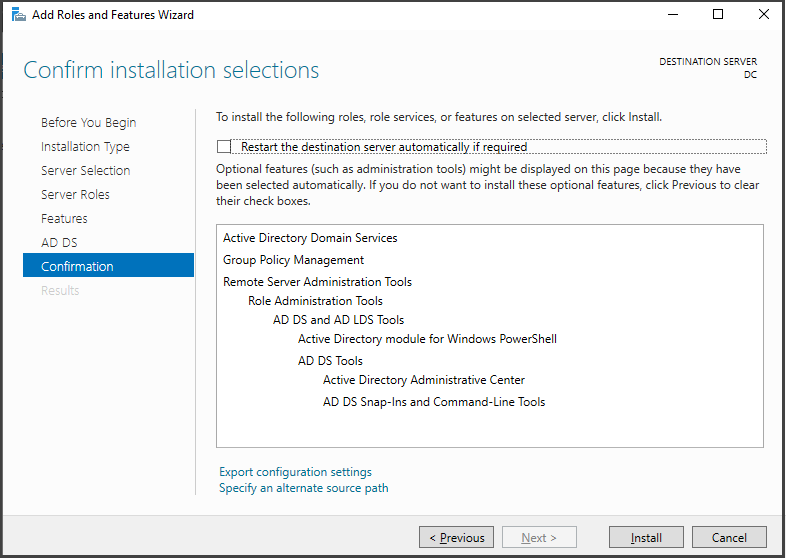 Add Roles and Features Wizard
Confirm installation selections
DESTINATION SERVER
DC
Before You Begin
Installation Type
Server Selection
Server Roles
Features
AD DS
Confirmation
Results
To install the following roles, role services, or features on selected server, click Install.
Restart the destination server automatically if required
Optional features (such as administration tools) might be displayed on this page because they have
been selected automatically. If you do not want to install these optional features, click Previous to clear
their check boxes.
Active Directory Domain Services
Group Policy Management
Remote Server Administration Tools
Role Administration Tools
AD DS and AD LDS Tools
Active Directory module for Windows PowerShell
AD DS Tools
Active Directory Administrative Center
AD DS Snap-Ins and Command-Line Tools
Export configuration settings
Specify an alternate source path
< Previous
Next >
Install
Cancel